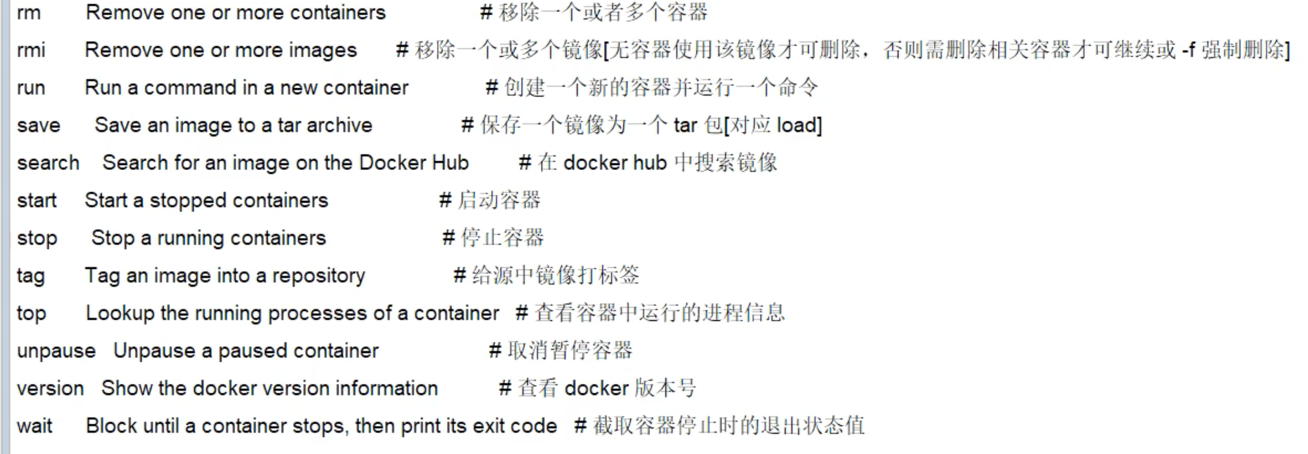 rm Remove one or more containers # 移除一个或者多个容器
rmi Remove one or more images # 移除一个或多个镜像[无容器使用该镜像才可删除，否则需删除相关容器才可继续或 -f 强制删除]
run Run a command in a new container # 创建一个新的容器并运行一个命令
save Save an image to a tar archive # 保存一个镜像为一个 tar 包[对应 load]
search Search for an image on the Docker Hub # 在 docker hub 中搜索镜像
start Start a stopped containers # 启动容器
stop Stop a running containers # 停止容器
tag Tag an image into a repository # 给源中镜像打标签
top Lookup the running processes of a container # 查看容器中运行的进程信息
unpause Unpause a paused container # 取消暂停容器
version Show the docker version information # 查看 docker 版本号
wait Block until a container stops, then print its exit code # 截取容器停止时的退出状态值